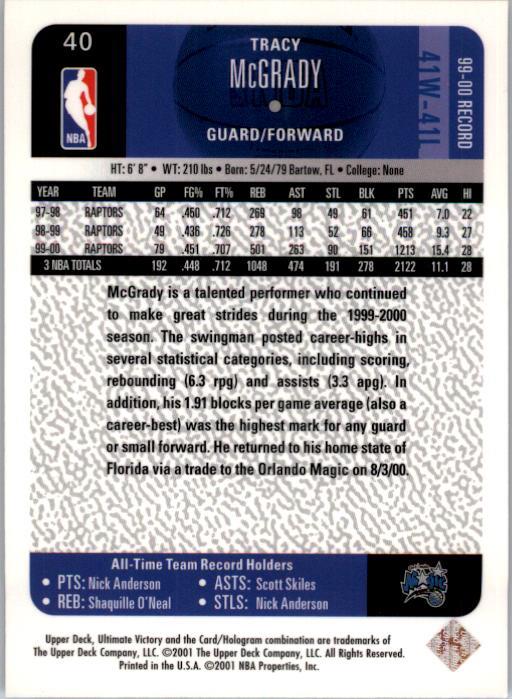 40
TRACY
McGRADY
GUARD/FORWARD
99-00 RECORD
41W-41L
NBA
HT: 6' 8" • WT: 210 lbs • Born: 5/24/79 Bartow, FL • College: None
YEAR TEAM GP FG% FT% REB AST STL BLK PTS AVG HI
97-98 RAPTORS 64 .450 .712 269 98 49 61 451 7.0 22
98-99 RAPTORS 49 .436 .726 278 113 52 66 458 9.3 27
99-00 RAPTORS 79 .451 .707 501 263 90 151 1213 15.4 28
3 NBA TOTALS 192 .448 .712 1048 474 191 278 2122 11.1 28
McGrady is a talented performer who continued
to make great strides during the 1999-2000
season. The swingman posted career-highs in
several statistical categories, including scoring,
rebounding (6.3 rpg) and assists (3.3 apg). In
addition, his 1.91 blocks per game average (also a
career-best) was the highest mark for any guard
or small forward. He returned to his home state of
Florida via a trade to the Orlando Magic on 8/3/00.
All-Time Team Record Holders
• PTS: Nick Anderson • ASTS: Scott Skiles
• REB: Shaquille O'Neal • STLS: Nick Anderson
MAGIC
Upper Deck, Ultimate Victory and the Card/Hologram combination are trademarks of
The Upper Deck Company, LLC. ©2001 The Upper Deck Company, LLC. All Rights Reserved.
Printed in the U.S.A. ©2001 NBA Properties, Inc.